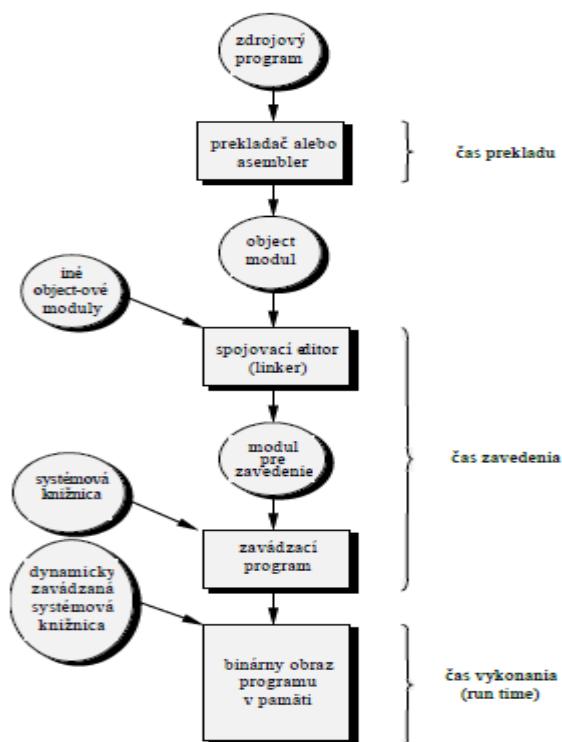 zdrojový
program
prekladač alebo
asembler
čas prekladu
object
modul
iné
object-ové
moduly
spojovací editor
(linker)
modul
pre
zavedenie
čas zavedenia
systémová
knižnica
zavádzací
program
dynamicky
zavádzaná
systémová
knižnica
binárny obraz
programu
v pamäti
čas vykonania
(run time)